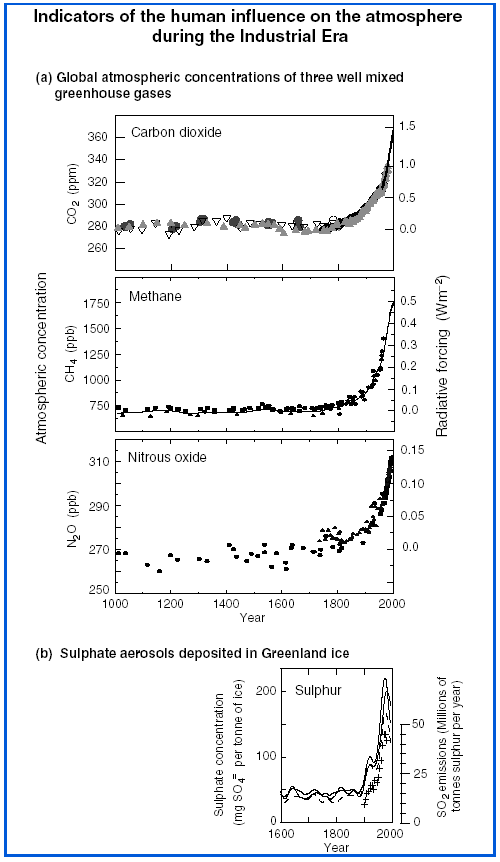 Indicators of the human influence on the atmosphere
during the Industrial Era
(a) Global atmospheric concentrations of three well mixed
greenhouse gases
Carbon dioxide
CO2 (ppm)
360
340
320
300
280
260
1.5
1.0
0.5
0.0
Atmospheric concentration
Radiative forcing (Wm−2)
Methane
CH4 (ppb)
1750
1500
1250
1000
750
0.5
0.4
0.3
0.2
0.1
0.0
Nitrous oxide
N2O (ppb)
310
290
270
250
0.15
0.10
0.05
0.0
1000 1200 1400 1600 1800 2000
Year
(b) Sulphate aerosols deposited in Greenland ice
Sulphur
Sulphate concentration
(mg SO4= per tonne of ice)
200
100
0
50
25
0
SO2 emissions (Millions of
tonnes sulphur per year)
1600 1800 2000
Year